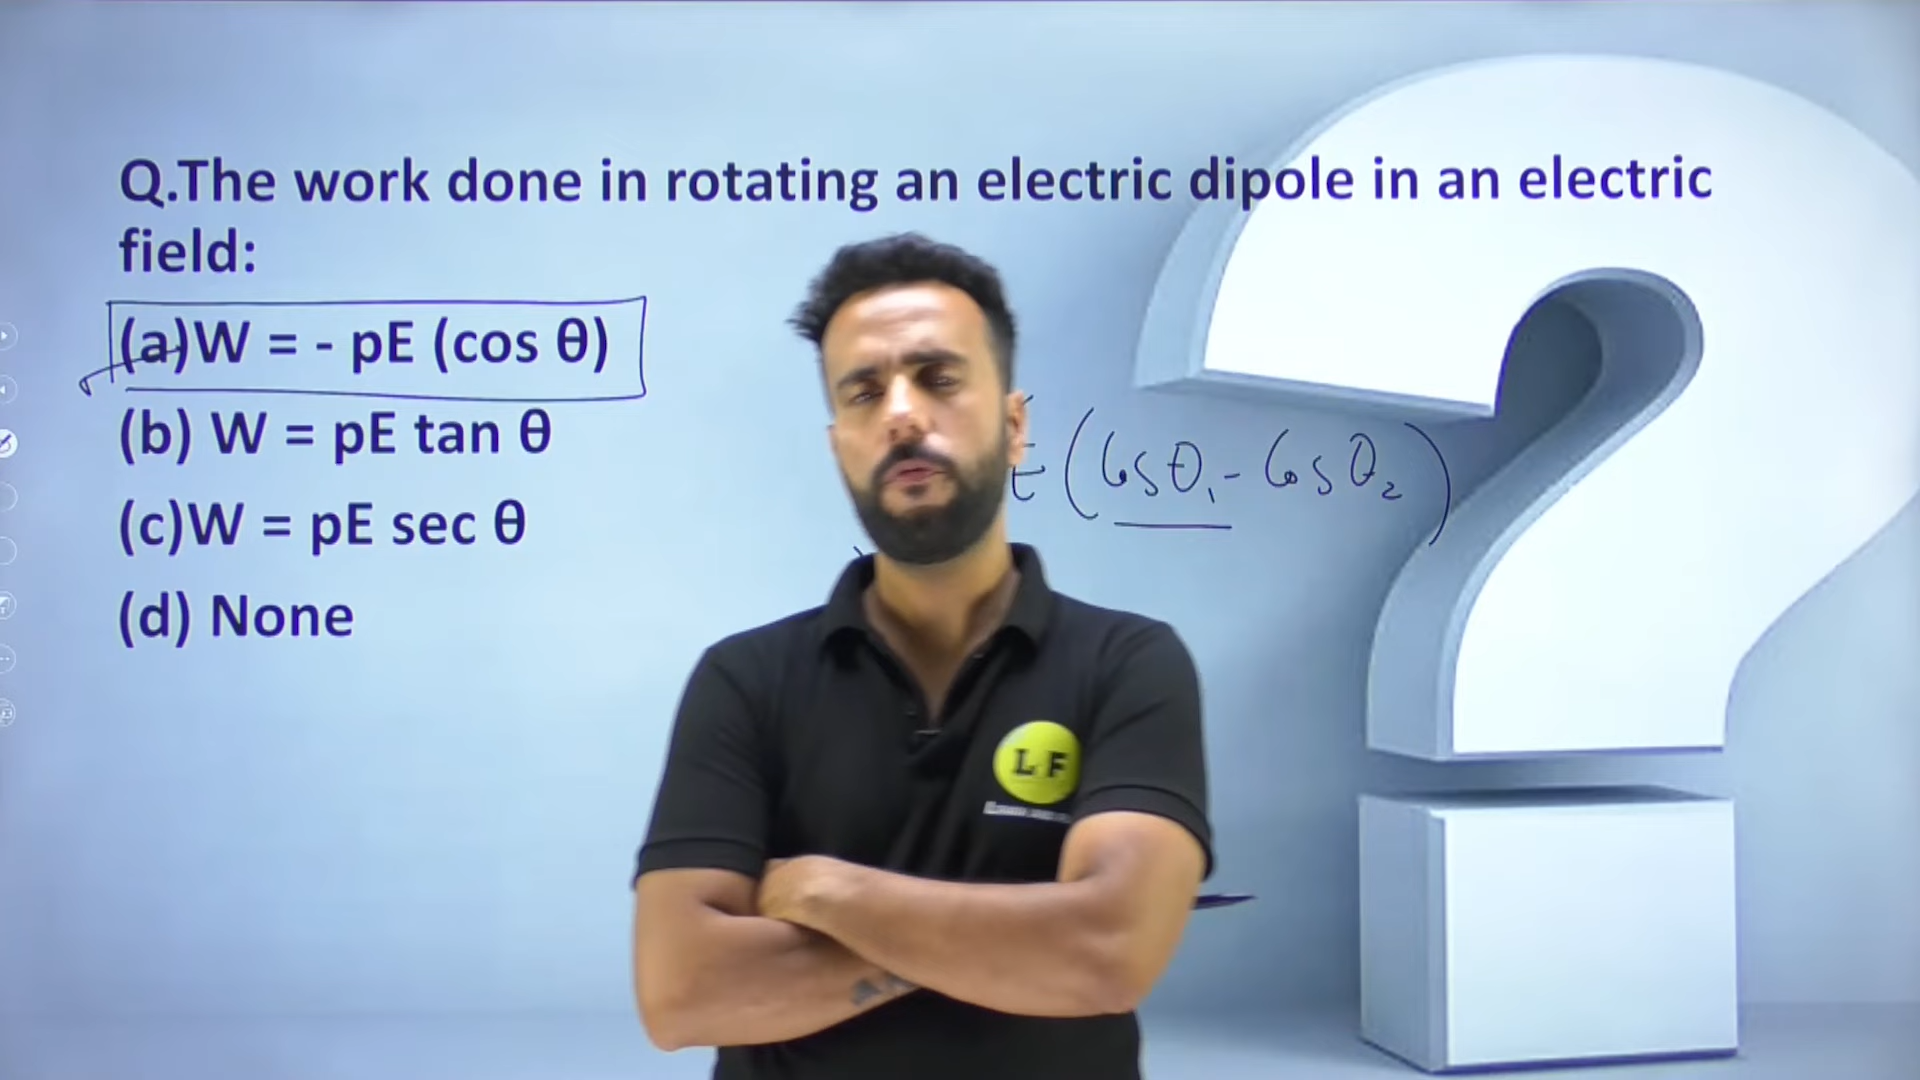 Q.The work done in rotating an electric dipole in an electric
field:
(a)W = - pE (cos θ)
(b) W = pE tan θ
(c)W = pE sec θ
(d) None
E (Cosθ₁ - Cosθ₂)
LF